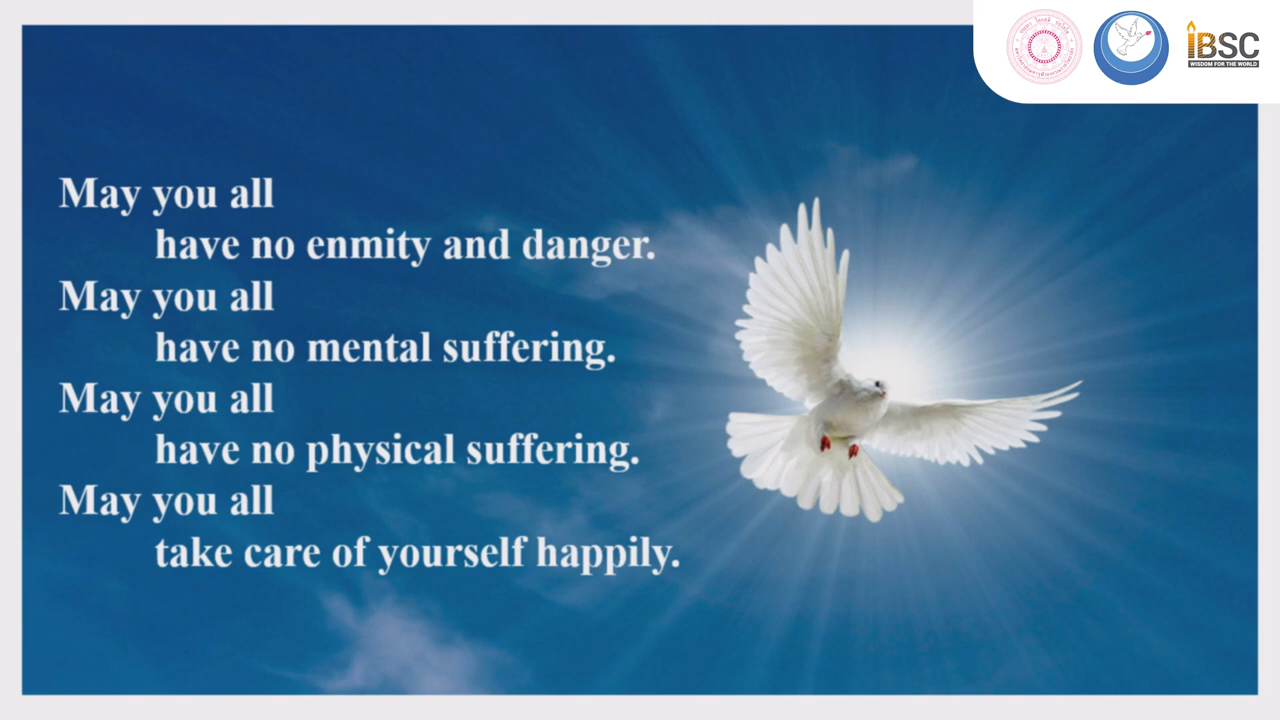 May you all
have no enmity and danger.
May you all
have no mental suffering.
May you all
have no physical suffering.
May you all
take care of yourself happily.
iBSC
WISDOM FOR THE WORLD